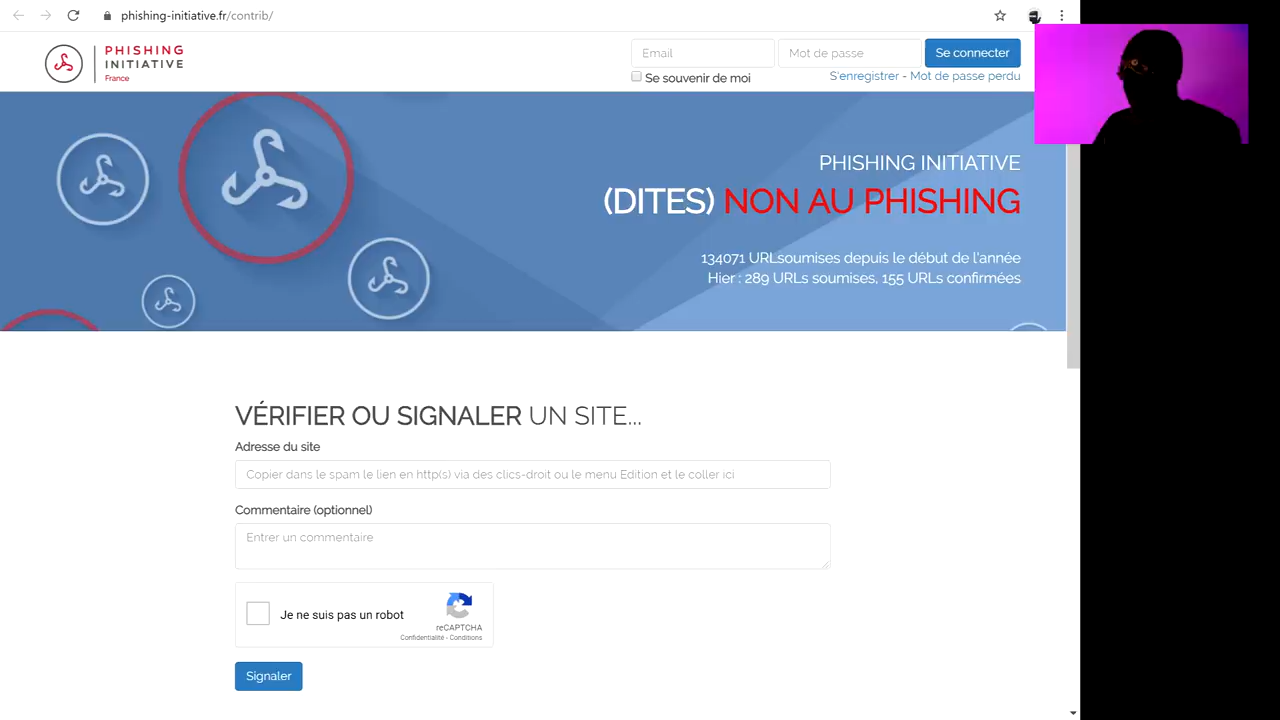 phishing-initiative.fr/contrib/
PHISHING
INITIATIVE
France
Email
Mot de passe
Se connecter
Se souvenir de moi
S'enregistrer - Mot de passe perdu
PHISHING INITIATIVE
(DITES) NON AU PHISHING
134071 URLsoumises depuis le début de l'année
Hier : 289 URLs soumises, 155 URLs confirmées
VÉRIFIER OU SIGNALER UN SITE...
Adresse du site
Copier dans le spam le lien en http(s) via des clics-droit ou le menu Edition et le coller ici
Commentaire (optionnel)
Entrer un commentaire
Je ne suis pas un robot
reCAPTCHA
Confidentialité - Conditions
Signaler